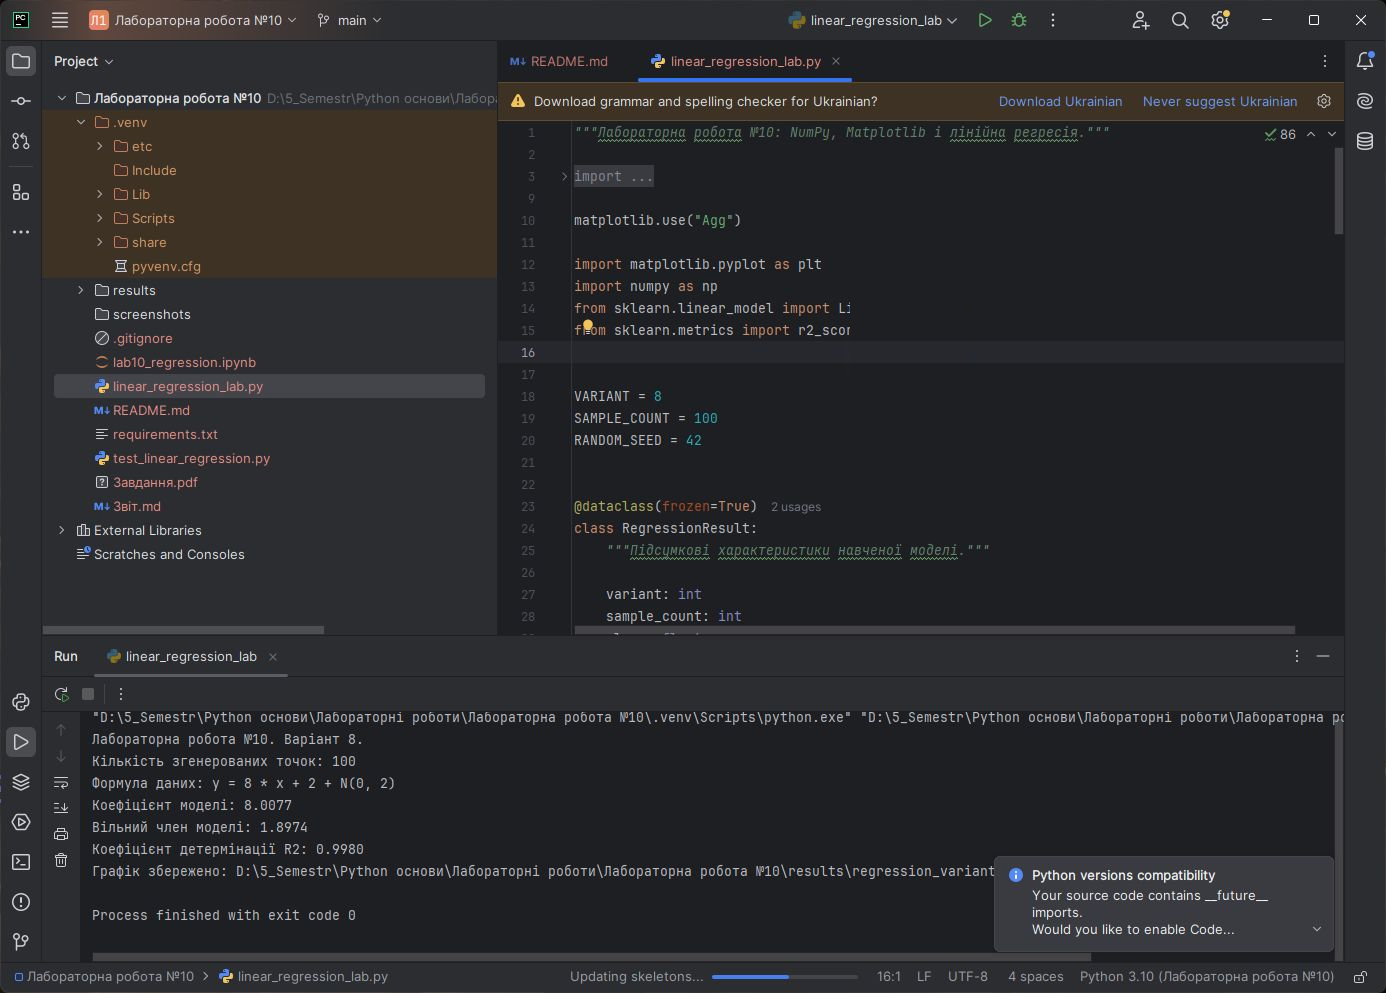 PC
Л1 Лабораторна робота №10
main
linear_regression_lab
Project
Лабораторна робота №10 D:\5_Semestr\Python основи\Лабора
.venv
etc
Include
Lib
Scripts
share
pyvenv.cfg
results
screenshots
.gitignore
lab10_regression.ipynb
linear_regression_lab.py
M↓ README.md
requirements.txt
test_linear_regression.py
Завдання.pdf
M↓ Звіт.md
External Libraries
Scratches and Consoles
M↓ README.md
linear_regression_lab.py
Download grammar and spelling checker for Ukrainian? Download Ukrainian Never suggest Ukrainian
86
1 """Лабораторна робота №10: NumPy, Matplotlib і лінійна регресія."""
2
3 import ...
9
10 matplotlib.use("Agg")
11
12 import matplotlib.pyplot as plt
13 import numpy as np
14 from sklearn.linear_model import Li
15 from sklearn.metrics import r2_scor
16
17
18 VARIANT = 8
19 SAMPLE_COUNT = 100
20 RANDOM_SEED = 42
21
22
23 @dataclass(frozen=True) 2 usages
24 class RegressionResult:
25 """Підсумкові характеристики навченої моделі."""
26
27 variant: int
28 sample_count: int
Run
linear_regression_lab
"D:\5_Semestr\Python основи\Лабораторні роботи\Лабораторна робота №10\.venv\Scripts\python.exe" "D:\5_Semestr\Python основи\Лабораторні роботи\Лабораторна ро
Лабораторна робота №10. Варіант 8.
Кількість згенерованих точок: 100
Формула даних: y = 8 * x + 2 + N(0, 2)
Коефіцієнт моделі: 8.0077
Вільний член моделі: 1.8974
Коефіцієнт детермінації R2: 0.9980
Графік збережено: D:\5_Semestr\Python основи\Лабораторні роботи\Лабораторна робота №10\results\regression_variant
Process finished with exit code 0
Python versions compatibility
Your source code contains __future__
imports.
Would you like to enable Code...
Лабораторна робота №10
linear_regression_lab.py
Updating skeletons...
16:1 LF UTF-8 4 spaces Python 3.10 (Лабораторна робота №10)